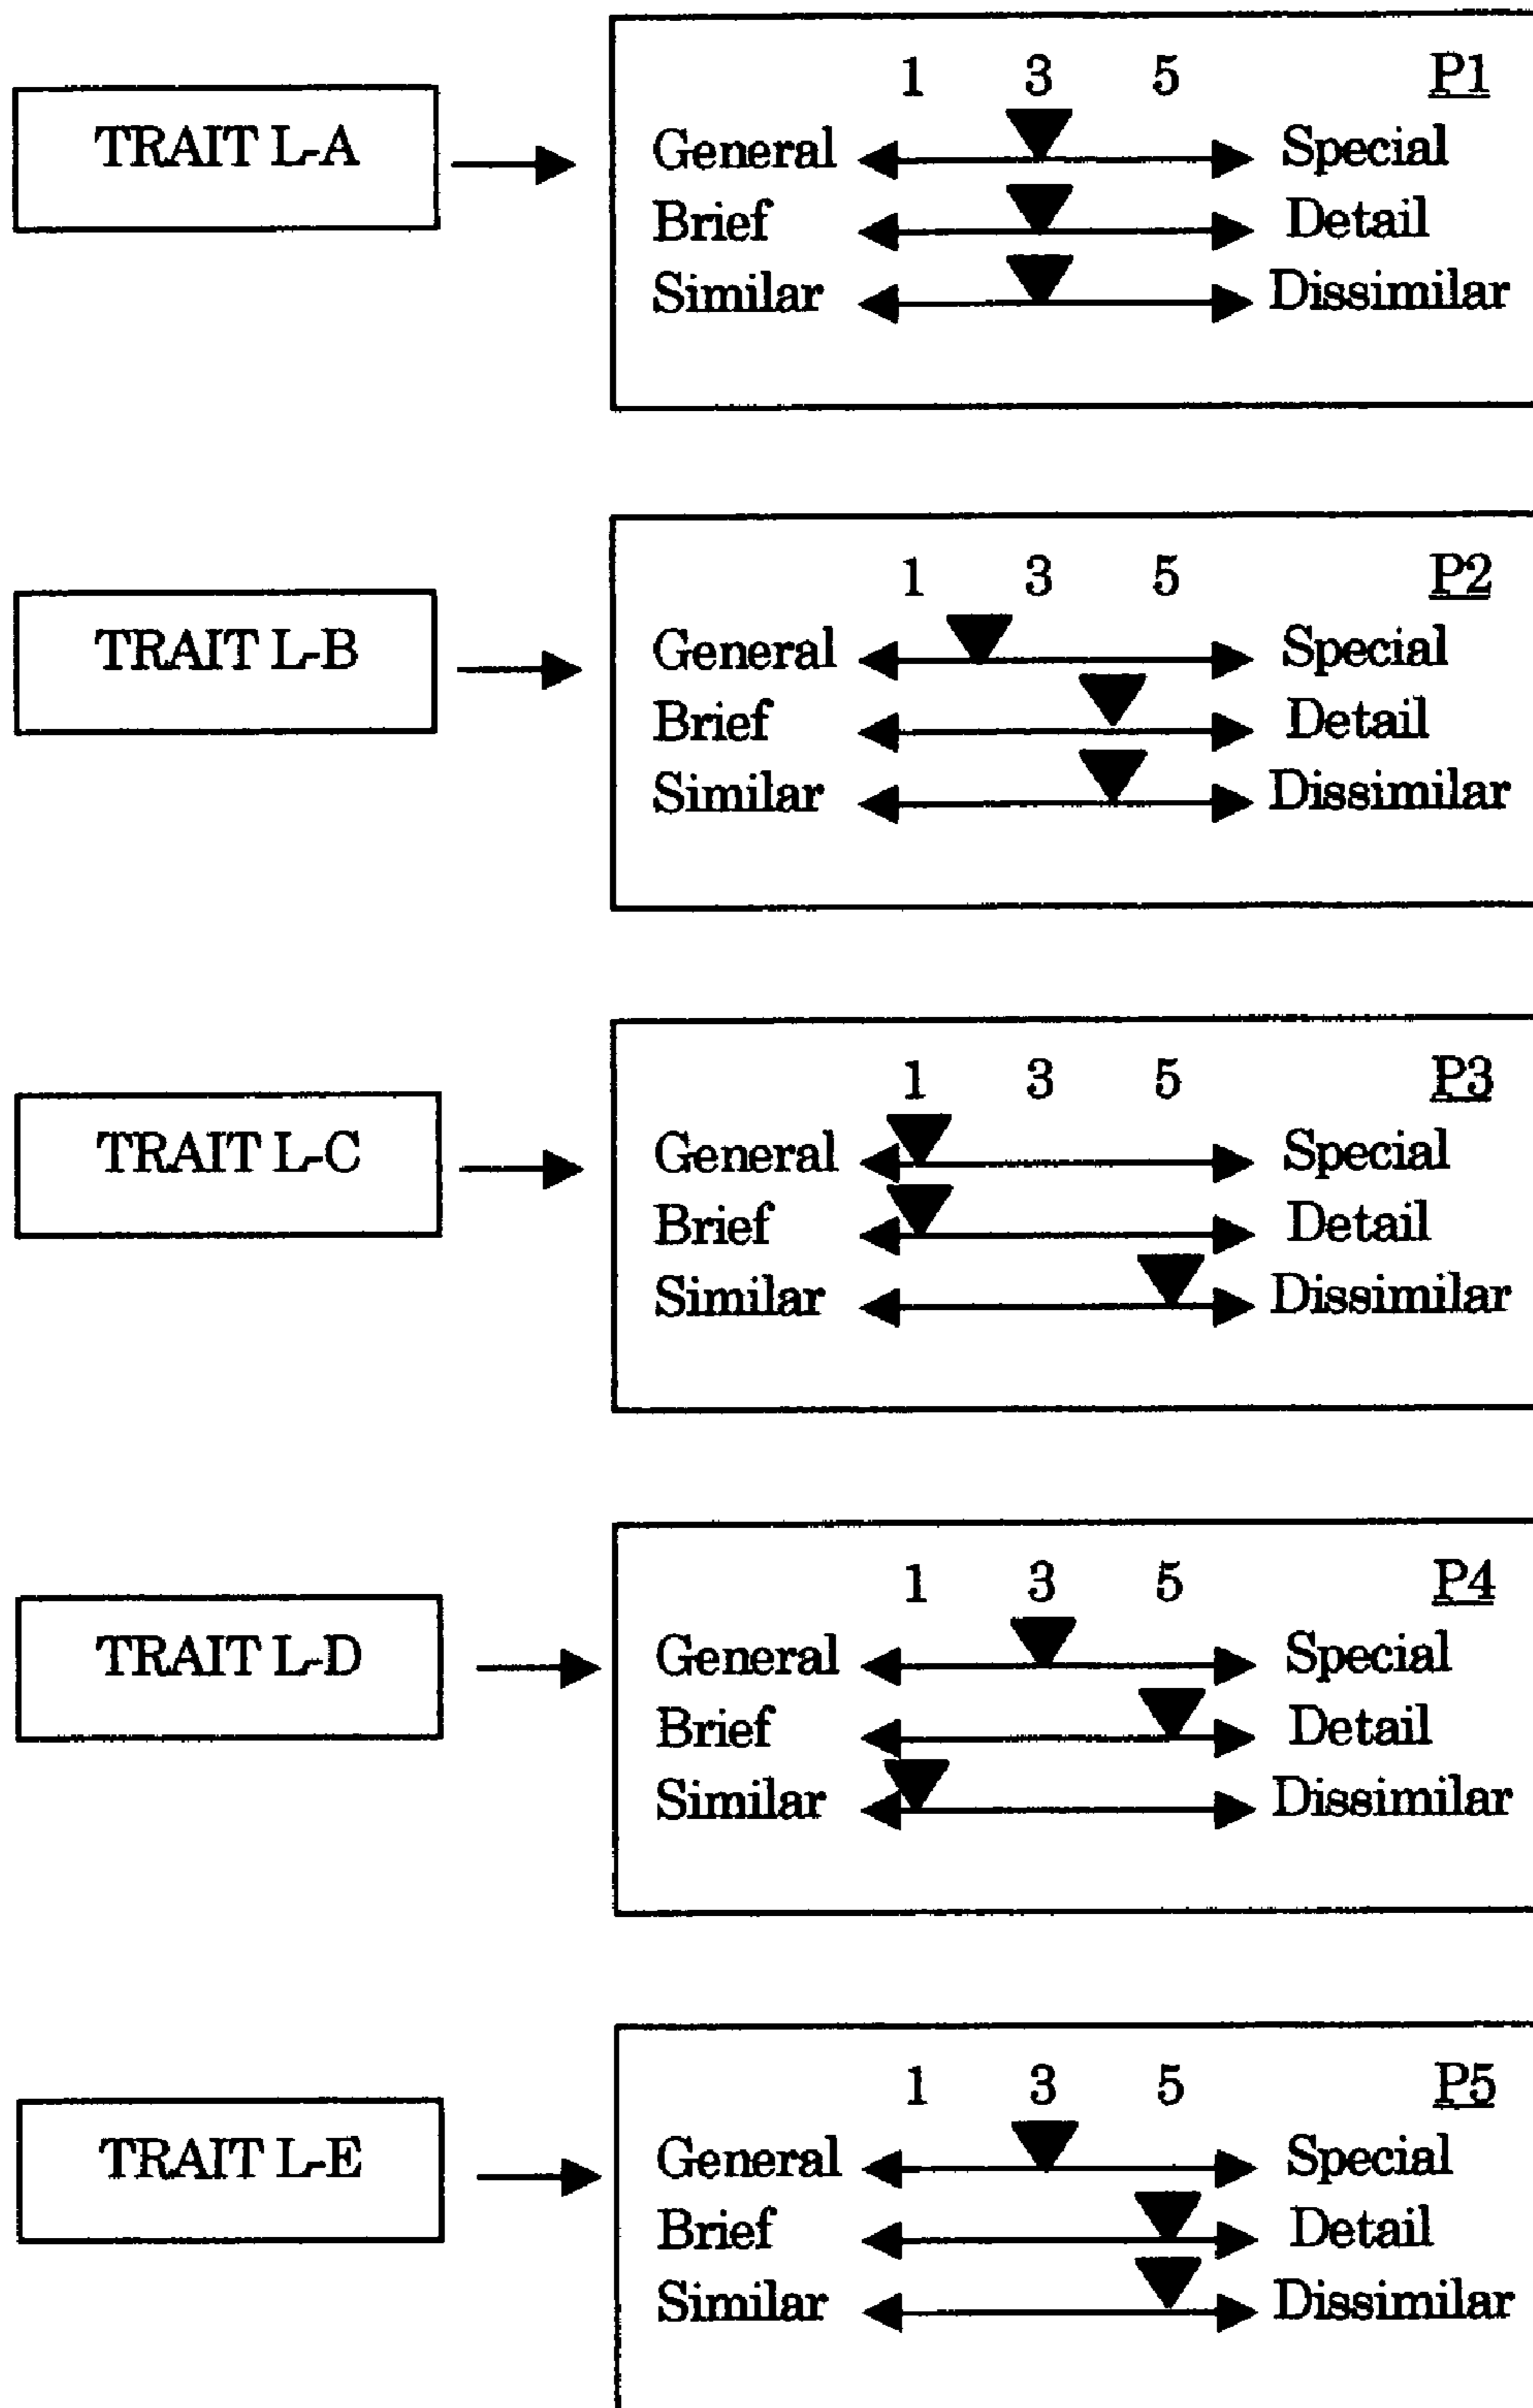 1 3 5 P1
TRAIT L-A
General Special
Brief Detail
Similar Dissimilar
1 3 5 P2
TRAIT L-B
General Special
Brief Detail
Similar Dissimilar
1 3 5 P3
TRAIT L-C
General Special
Brief Detail
Similar Dissimilar
1 3 5 P4
TRAIT L-D
General Special
Brief Detail
Similar Dissimilar
1 3 5 P5
TRAIT L-E
General Special
Brief Detail
Similar Dissimilar